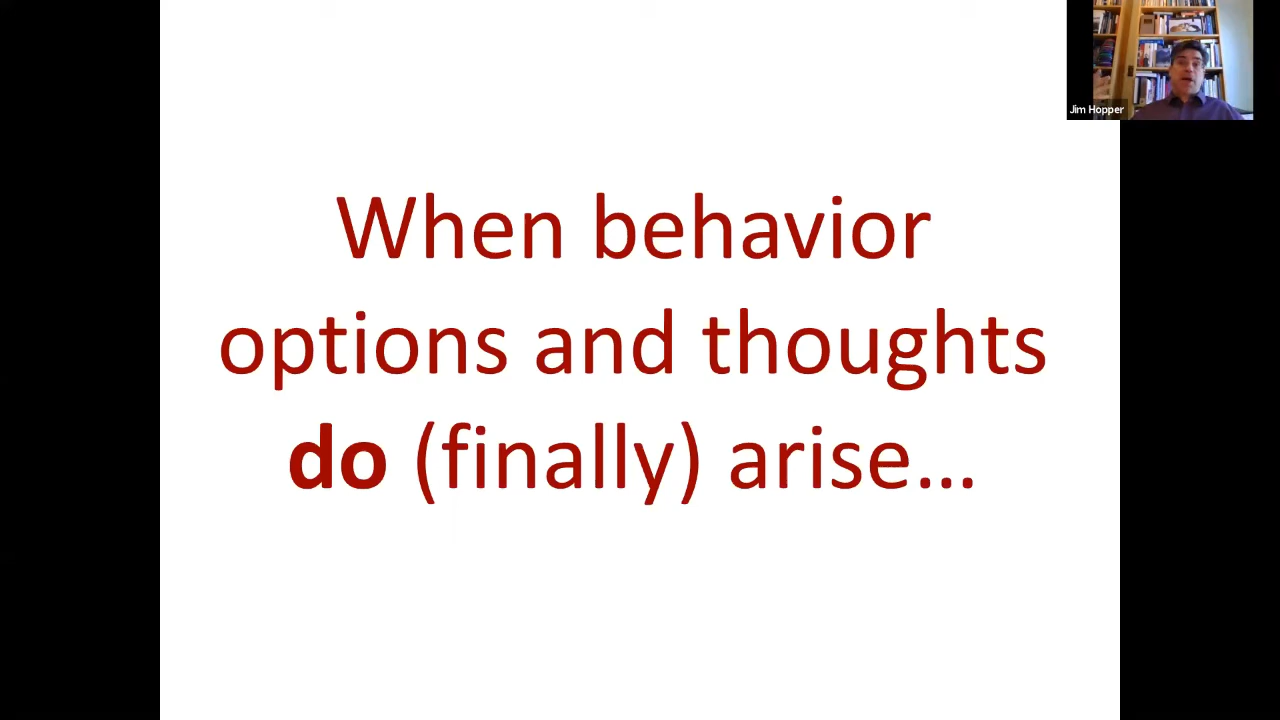 Jim Hopper
When behavior
options and thoughts
do (finally) arise...